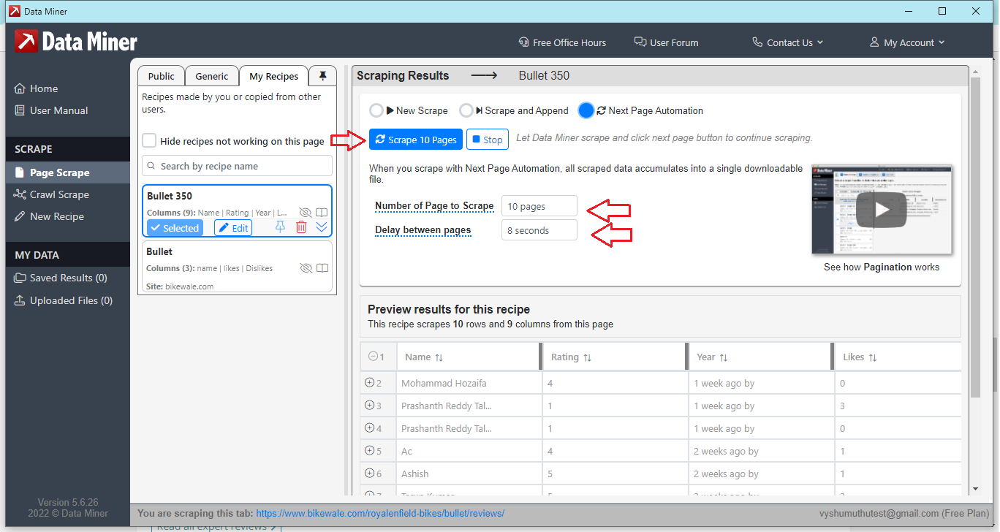 Data Miner
Data Miner
Free Office Hours
User Forum
Contact Us
My Account
Home
User Manual
SCRAPE
Page Scrape
Crawl Scrape
New Recipe
MY DATA
Saved Results (0)
Uploaded Files (0)
Version 5.6.26
2022 © Data Miner
Public
Generic
My Recipes
Recipes made by you or copied from other
users.
Hide recipes not working on this page
Search by recipe name
Bullet 350
Columns (9): Name | Rating | Year | L...
Selected
Edit
Bullet
Columns (3): name | likes | Dislikes
Site: bikewale.com
Scraping Results
Bullet 350
New Scrape
Scrape and Append
Next Page Automation
Scrape 10 Pages
Stop
Let Data Miner scrape and click next page button to continue scraping.
When you scrape with Next Page Automation, all scraped data accumulates into a single downloadable
file.
Number of Page to Scrape
10 pages
Delay between pages
8 seconds
See how Pagination works
Preview results for this recipe
This recipe scrapes 10 rows and 9 columns from this page
1 Name Rating Year Likes
2 Mohammad Hozaifa 4 1 week ago by 0
3 Prashanth Reddy Tal... 1 1 week ago by 3
4 Prashanth Reddy Tal... 1 1 week ago by 0
5 Ac 4 2 weeks ago by 1
6 Ashish 5 2 weeks ago by 1
You are scraping this tab: https://www.bikewale.com/royalenfield-bikes/bullet/reviews/
vyshumuthutest@gmail.com (Free Plan)
Read all expert reviews